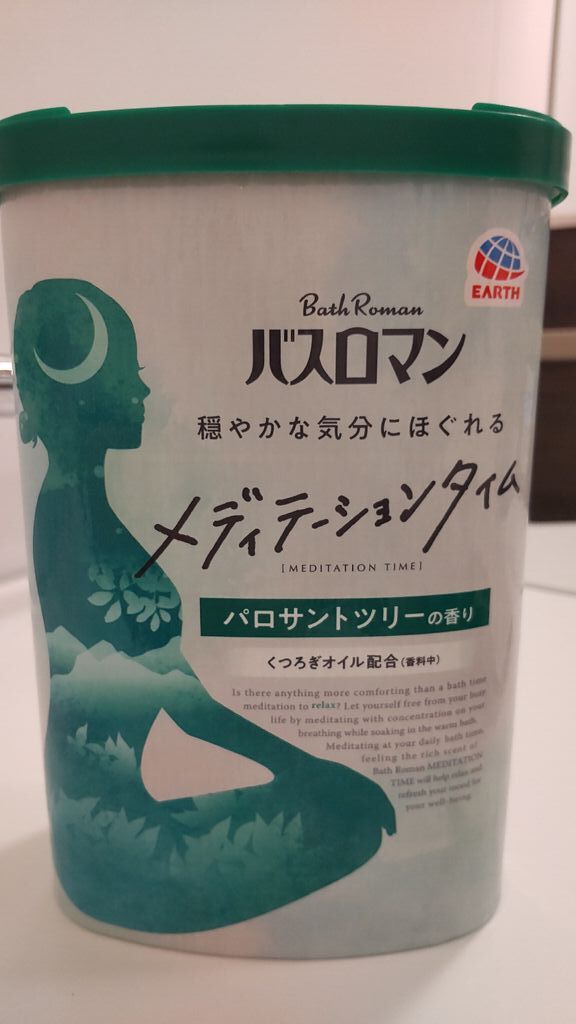 EARTH
Bath Roman
バスロマン
穏やかな気分にほぐれる
メディテーションタイム
[MEDITATION TIME]
パロサントツリーの香り
くつろぎオイル配合(香料中)
Is there anything more comforting than a bath time
meditation to relax? Let yourself free from your busy
life by meditating with concentration on your
breathing while soaking in the warm bath.
Meditating at your daily bath time,
feeling the rich scent of
Bath Roman MEDITATION
TIME will help relax and
refresh your mood for
your well-being.